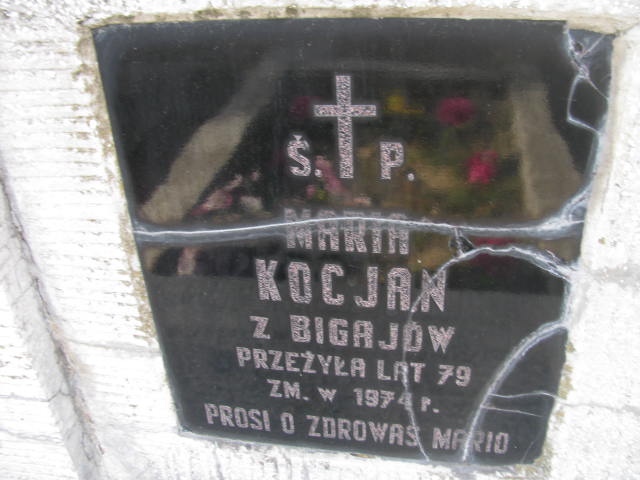 Ś. P.
MARIA
KOCJAN
Z BIGAJÓW
PRZEŻYŁA LAT 79
ZM. W 1974 r.
PROSI O ZDROWAŚ MARIO